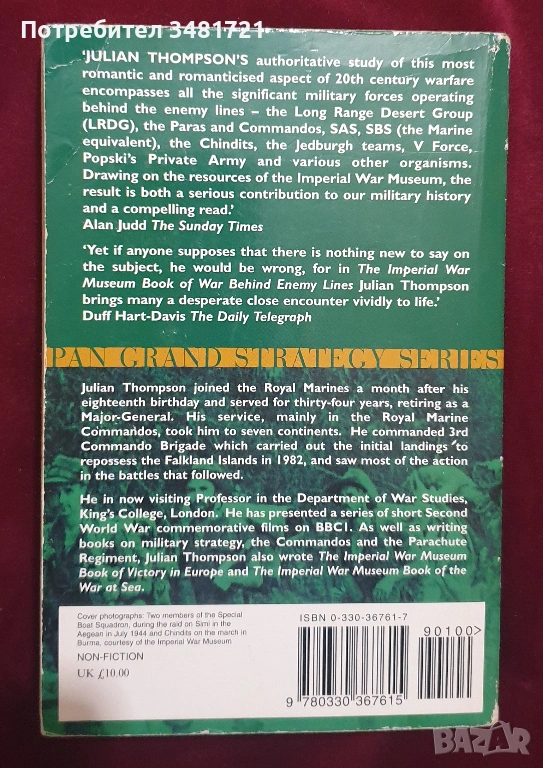 Потребител 3481721
'JULIAN THOMPSON'S authoritative study of this most
romantic and romanticised aspect of 20th century warfare
encompasses all the significant military forces operating
behind the enemy lines – the Long Range Desert Group
(LRDG), the Paras and Commandos, SAS, SBS (the Marine
equivalent), the Chindits, the Jedburgh teams, V Force,
Popski's Private Army and various other organisms.
Drawing on the resources of the Imperial War Museum, the
result is both a serious contribution to our military history
and a compelling read.'
Alan Judd The Sunday Times
'Yet if anyone supposes that there is nothing new to say on
the subject, he would be wrong, for in The Imperial War
Museum Book of War Behind Enemy Lines Julian Thompson
brings many a desperate close encounter vividly to life.'
Duff Hart-Davis The Daily Telegraph
PAN GRAND STRATEGY SERIES
Julian Thompson joined the Royal Marines a month after his
eighteenth birthday and served for thirty-four years, retiring as a
Major-General. His service, mainly in the Royal Marine
Commandos, took him to seven continents. He commanded 3rd
Commando Brigade which carried out the initial landings to
repossess the Falkland Islands in 1982, and saw most of the action
in the battles that followed.
He in now visiting Professor in the Department of War Studies,
King's College, London. He has presented a series of short Second
World War commemorative films on BBC1. As well as writing
books on military strategy, the Commandos and the Parachute
Regiment, Julian Thompson also wrote The Imperial War Museum
Book of Victory in Europe and The Imperial War Museum Book of the
War at Sea.
Cover photographs: Two members of the Special
Boat Squadron, during the raid on Simi in the
Aegean in July 1944 and Chindits on the march in
Burma, courtesy of the Imperial War Museum
NON-FICTION
UK £10.00
ISBN 0-330-36761-7
90100>
9 780330 367615
BAZAR